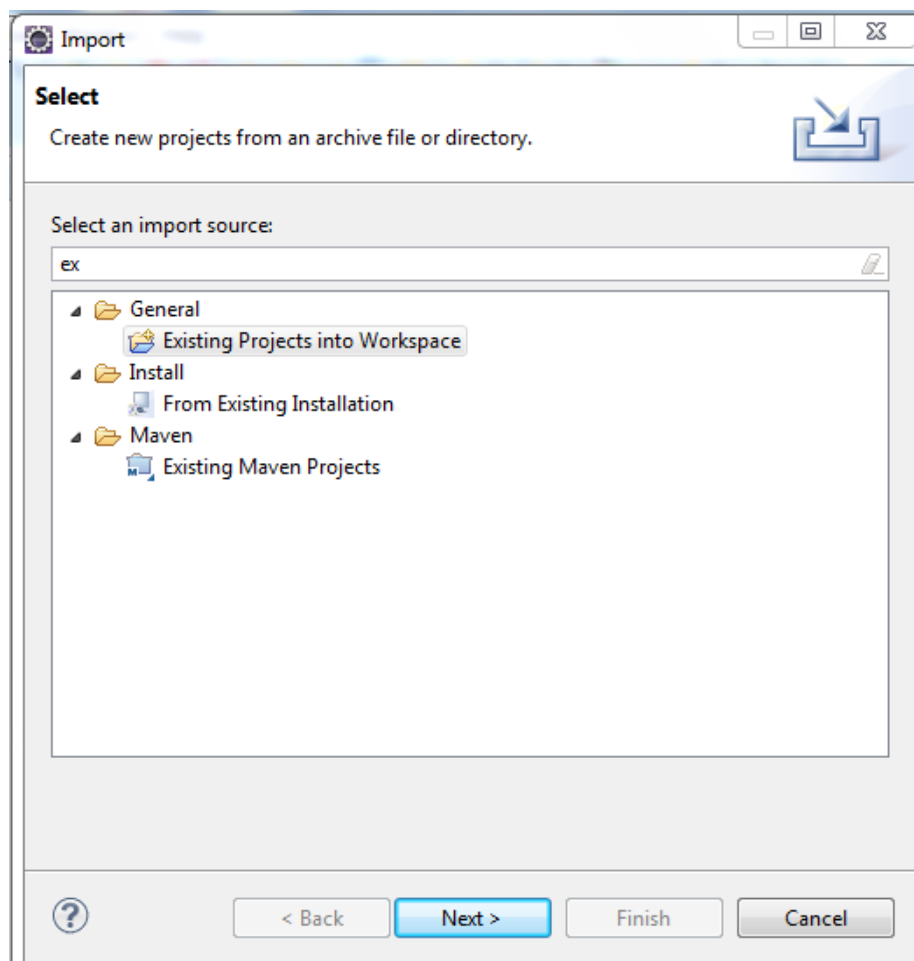 Import
Select
Create new projects from an archive file or directory.
Select an import source:
ex
General
Existing Projects into Workspace
Install
From Existing Installation
Maven
M
Existing Maven Projects
?
< Back
Next >
Finish
Cancel